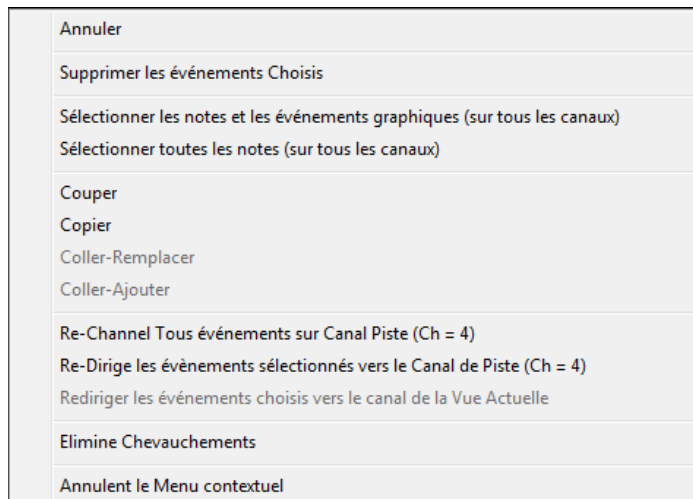 Annuler
Supprimer les événements Choisis
Sélectionner les notes et les événements graphiques (sur tous les canaux)
Sélectionner toutes les notes (sur tous les canaux)
Couper
Copier
Coller-Remplacer
Coller-Ajouter
Re-Channel Tous événements sur Canal Piste (Ch = 4)
Re-Dirige les évènements sélectionnés vers le Canal de Piste (Ch = 4)
Rediriger les événements choisis vers le canal de la Vue Actuelle
Elimine Chevauchements
Annulent le Menu contextuel